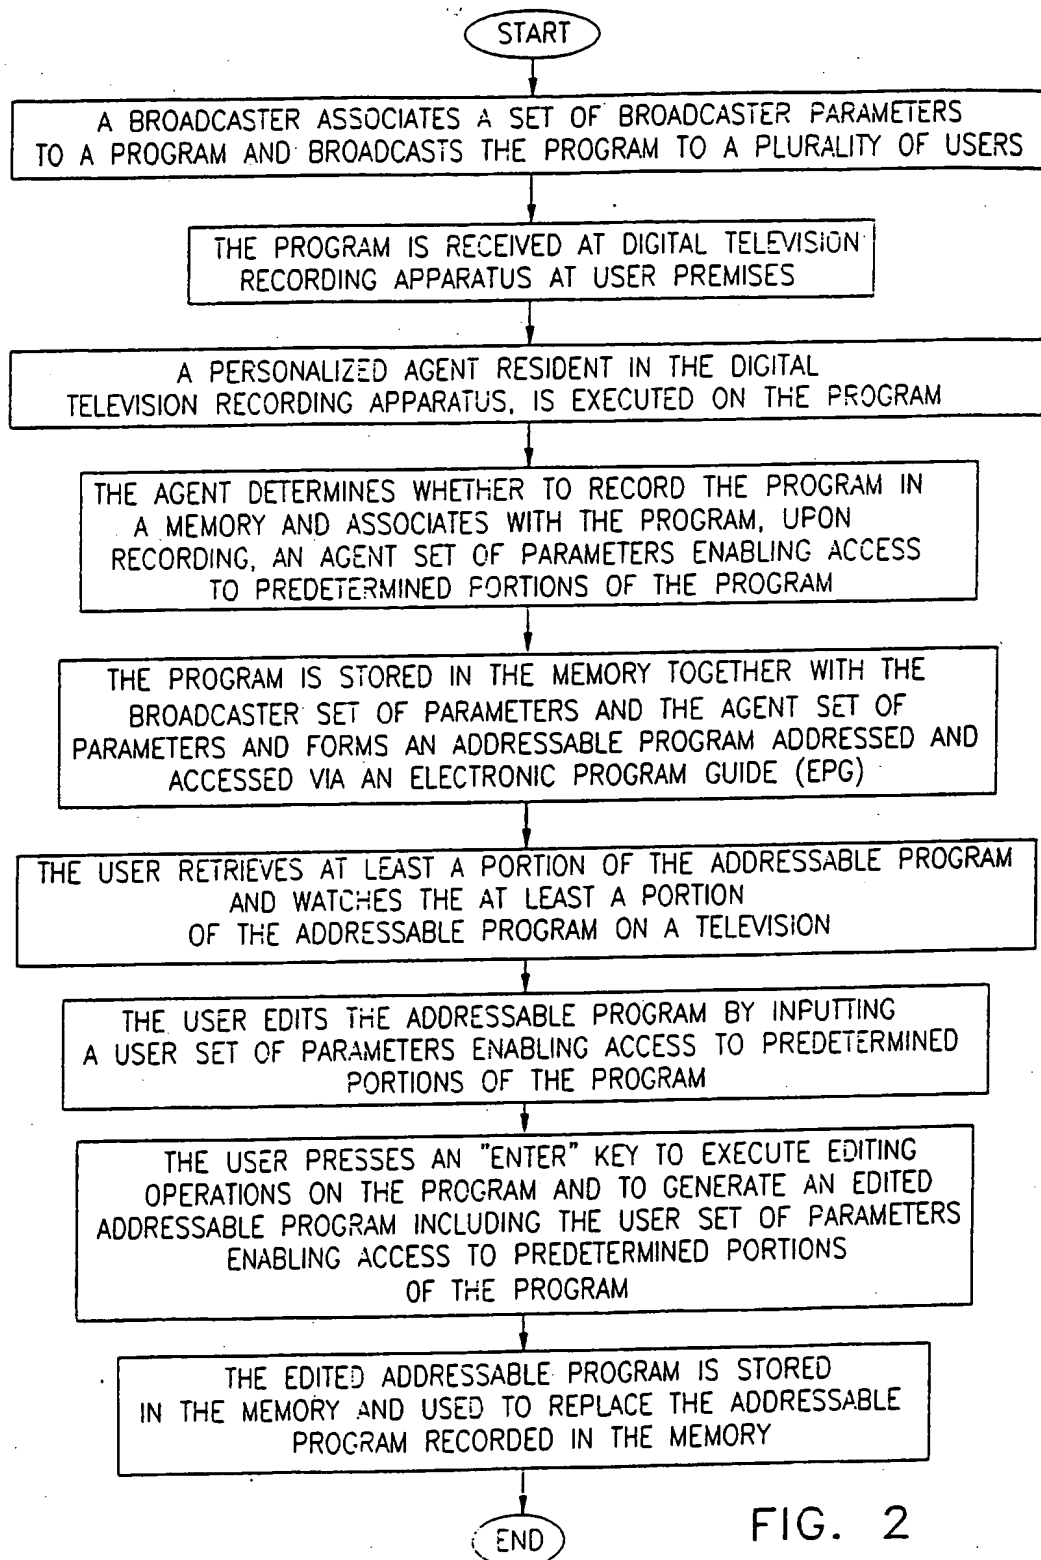 START
A BROADCASTER ASSOCIATES A SET OF BROADCASTER PARAMETERS
TO A PROGRAM AND BROADCASTS THE PROGRAM TO A PLURALITY OF USERS
THE PROGRAM IS RECEIVED AT DIGITAL TELEVISION
RECORDING APPARATUS AT USER PREMISES
A PERSONALIZED AGENT RESIDENT IN THE DIGITAL
TELEVISION RECORDING APPARATUS, IS EXECUTED ON THE PROGRAM
THE AGENT DETERMINES WHETHER TO RECORD THE PROGRAM IN
A MEMORY AND ASSOCIATES WITH THE PROGRAM, UPON
RECORDING, AN AGENT SET OF PARAMETERS ENABLING ACCESS
TO PREDETERMINED PORTIONS OF THE PROGRAM
THE PROGRAM IS STORED IN THE MEMORY TOGETHER WITH THE
BROADCASTER SET OF PARAMETERS AND THE AGENT SET OF
PARAMETERS AND FORMS AN ADDRESSABLE PROGRAM ADDRESSED AND
ACCESSED VIA AN ELECTRONIC PROGRAM GUIDE (EPG)
THE USER RETRIEVES AT LEAST A PORTION OF THE ADDRESSABLE PROGRAM
AND WATCHES THE AT LEAST A PORTION
OF THE ADDRESSABLE PROGRAM ON A TELEVISION
THE USER EDITS THE ADDRESSABLE PROGRAM BY INPUTTING
A USER SET OF PARAMETERS ENABLING ACCESS TO PREDETERMINED
PORTIONS OF THE PROGRAM
THE USER PRESSES AN "ENTER" KEY TO EXECUTE EDITING
OPERATIONS ON THE PROGRAM AND TO GENERATE AN EDITED
ADDRESSABLE PROGRAM INCLUDING THE USER SET OF PARAMETERS
ENABLING ACCESS TO PREDETERMINED PORTIONS
OF THE PROGRAM
THE EDITED ADDRESSABLE PROGRAM IS STORED
IN THE MEMORY AND USED TO REPLACE THE ADDRESSABLE
PROGRAM RECORDED IN THE MEMORY
END
FIG. 2